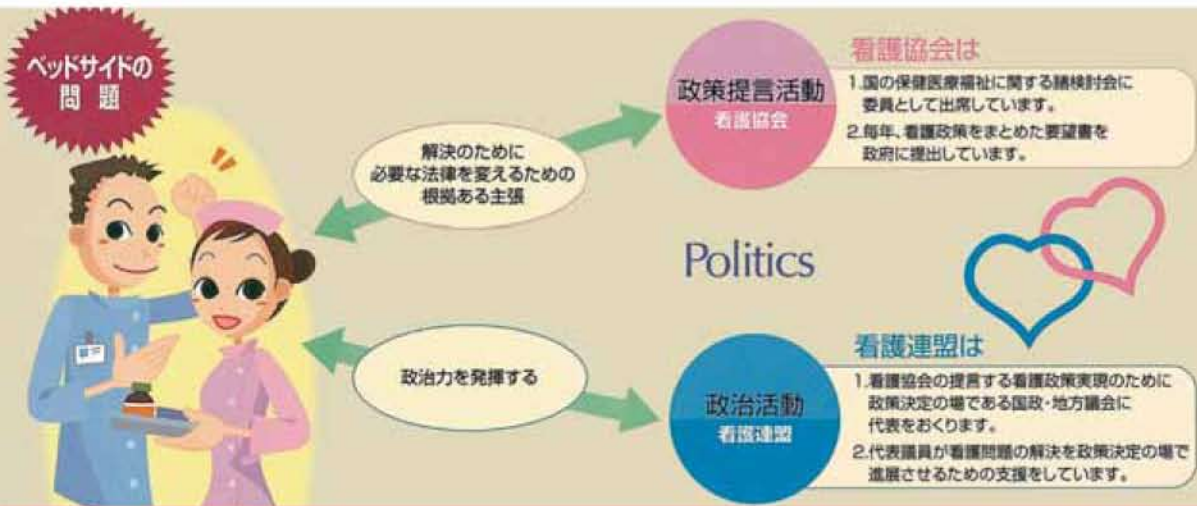 ベッドサイドの
問題
解決のために
必要な法律を変えるための
根拠ある主張
政治力を発揮する
政策提言活動
看護協会
看護協会は
1.国の保健医療福祉に関する諸検討会に
委員として出席しています。
2.毎年、看護政策をまとめた要望書を
政府に提出しています。
Politics
政治活動
看護連盟
看護連盟は
1.看護協会の提言する看護政策実現のために
政策決定の場である国政・地方議会に
代表をおくります。
2.代表議員が看護問題の解決を政策決定の場で
進展させるための支援をしています。